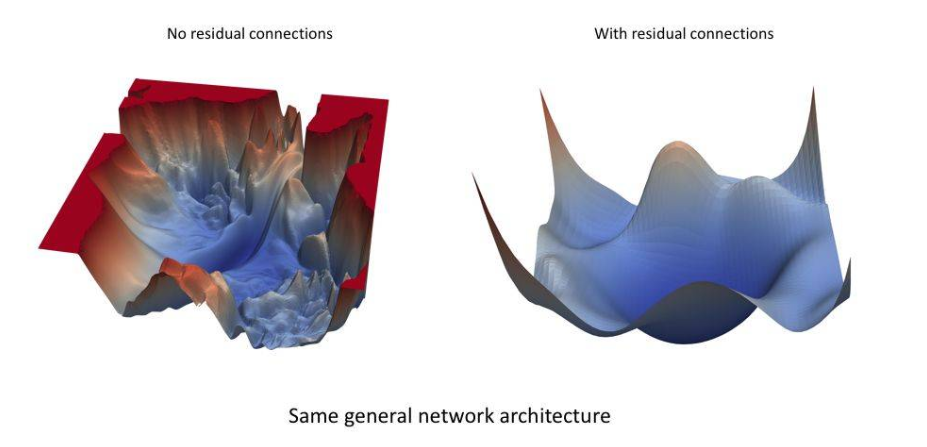 No residual connections
With residual connections
Same general network architecture